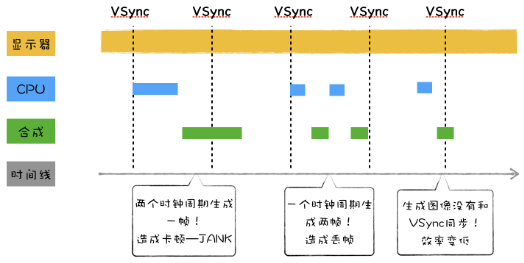 VSync VSync VSync VSync VSync
显示器
CPU
合成
时间线
两个时钟周期生成
一帧！
造成卡帧—JANK
一个时钟周期生
成两帧！
造成丢帧
生成图像没有和
VSync同步！
效率变低